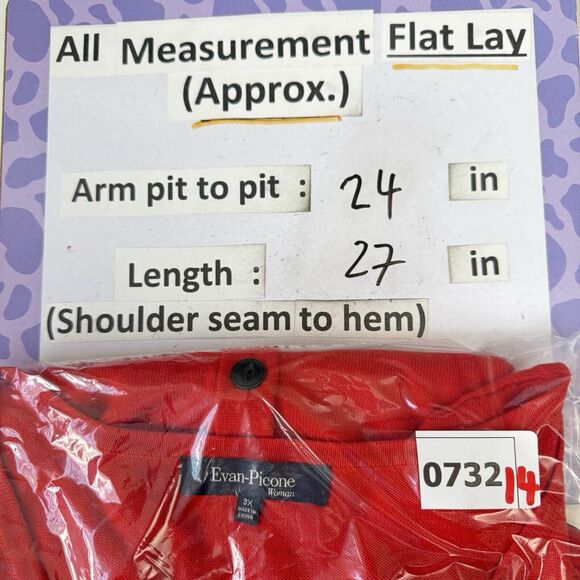 All Measurement Flat Lay
(Approx.)
Arm pit to pit : 24 in
Length : 27 in
(Shoulder seam to hem)
Evan-Picone
Woman
3X
MADE IN
CHINA
073214